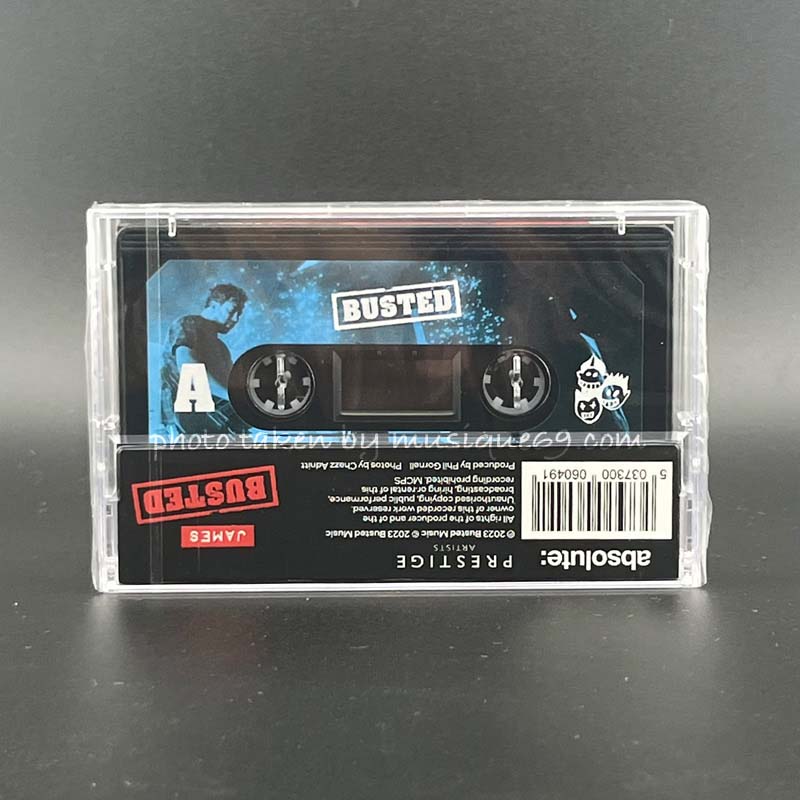 BUSTED
A
photo taken by musique69.com
absolute:
5 037300 060491
PRESTIGE
ARTISTS
℗ 2023 Busted Music © 2023 Busted Music
All rights of the producer and of the
owner of this recorded work reserved.
Unauthorised copying, public performance,
broadcasting, hiring or rental of this
recording prohibited. MCPS
Produced by Phil Gornell Photos by Chazz Adnitt
JAMES
BUSTED